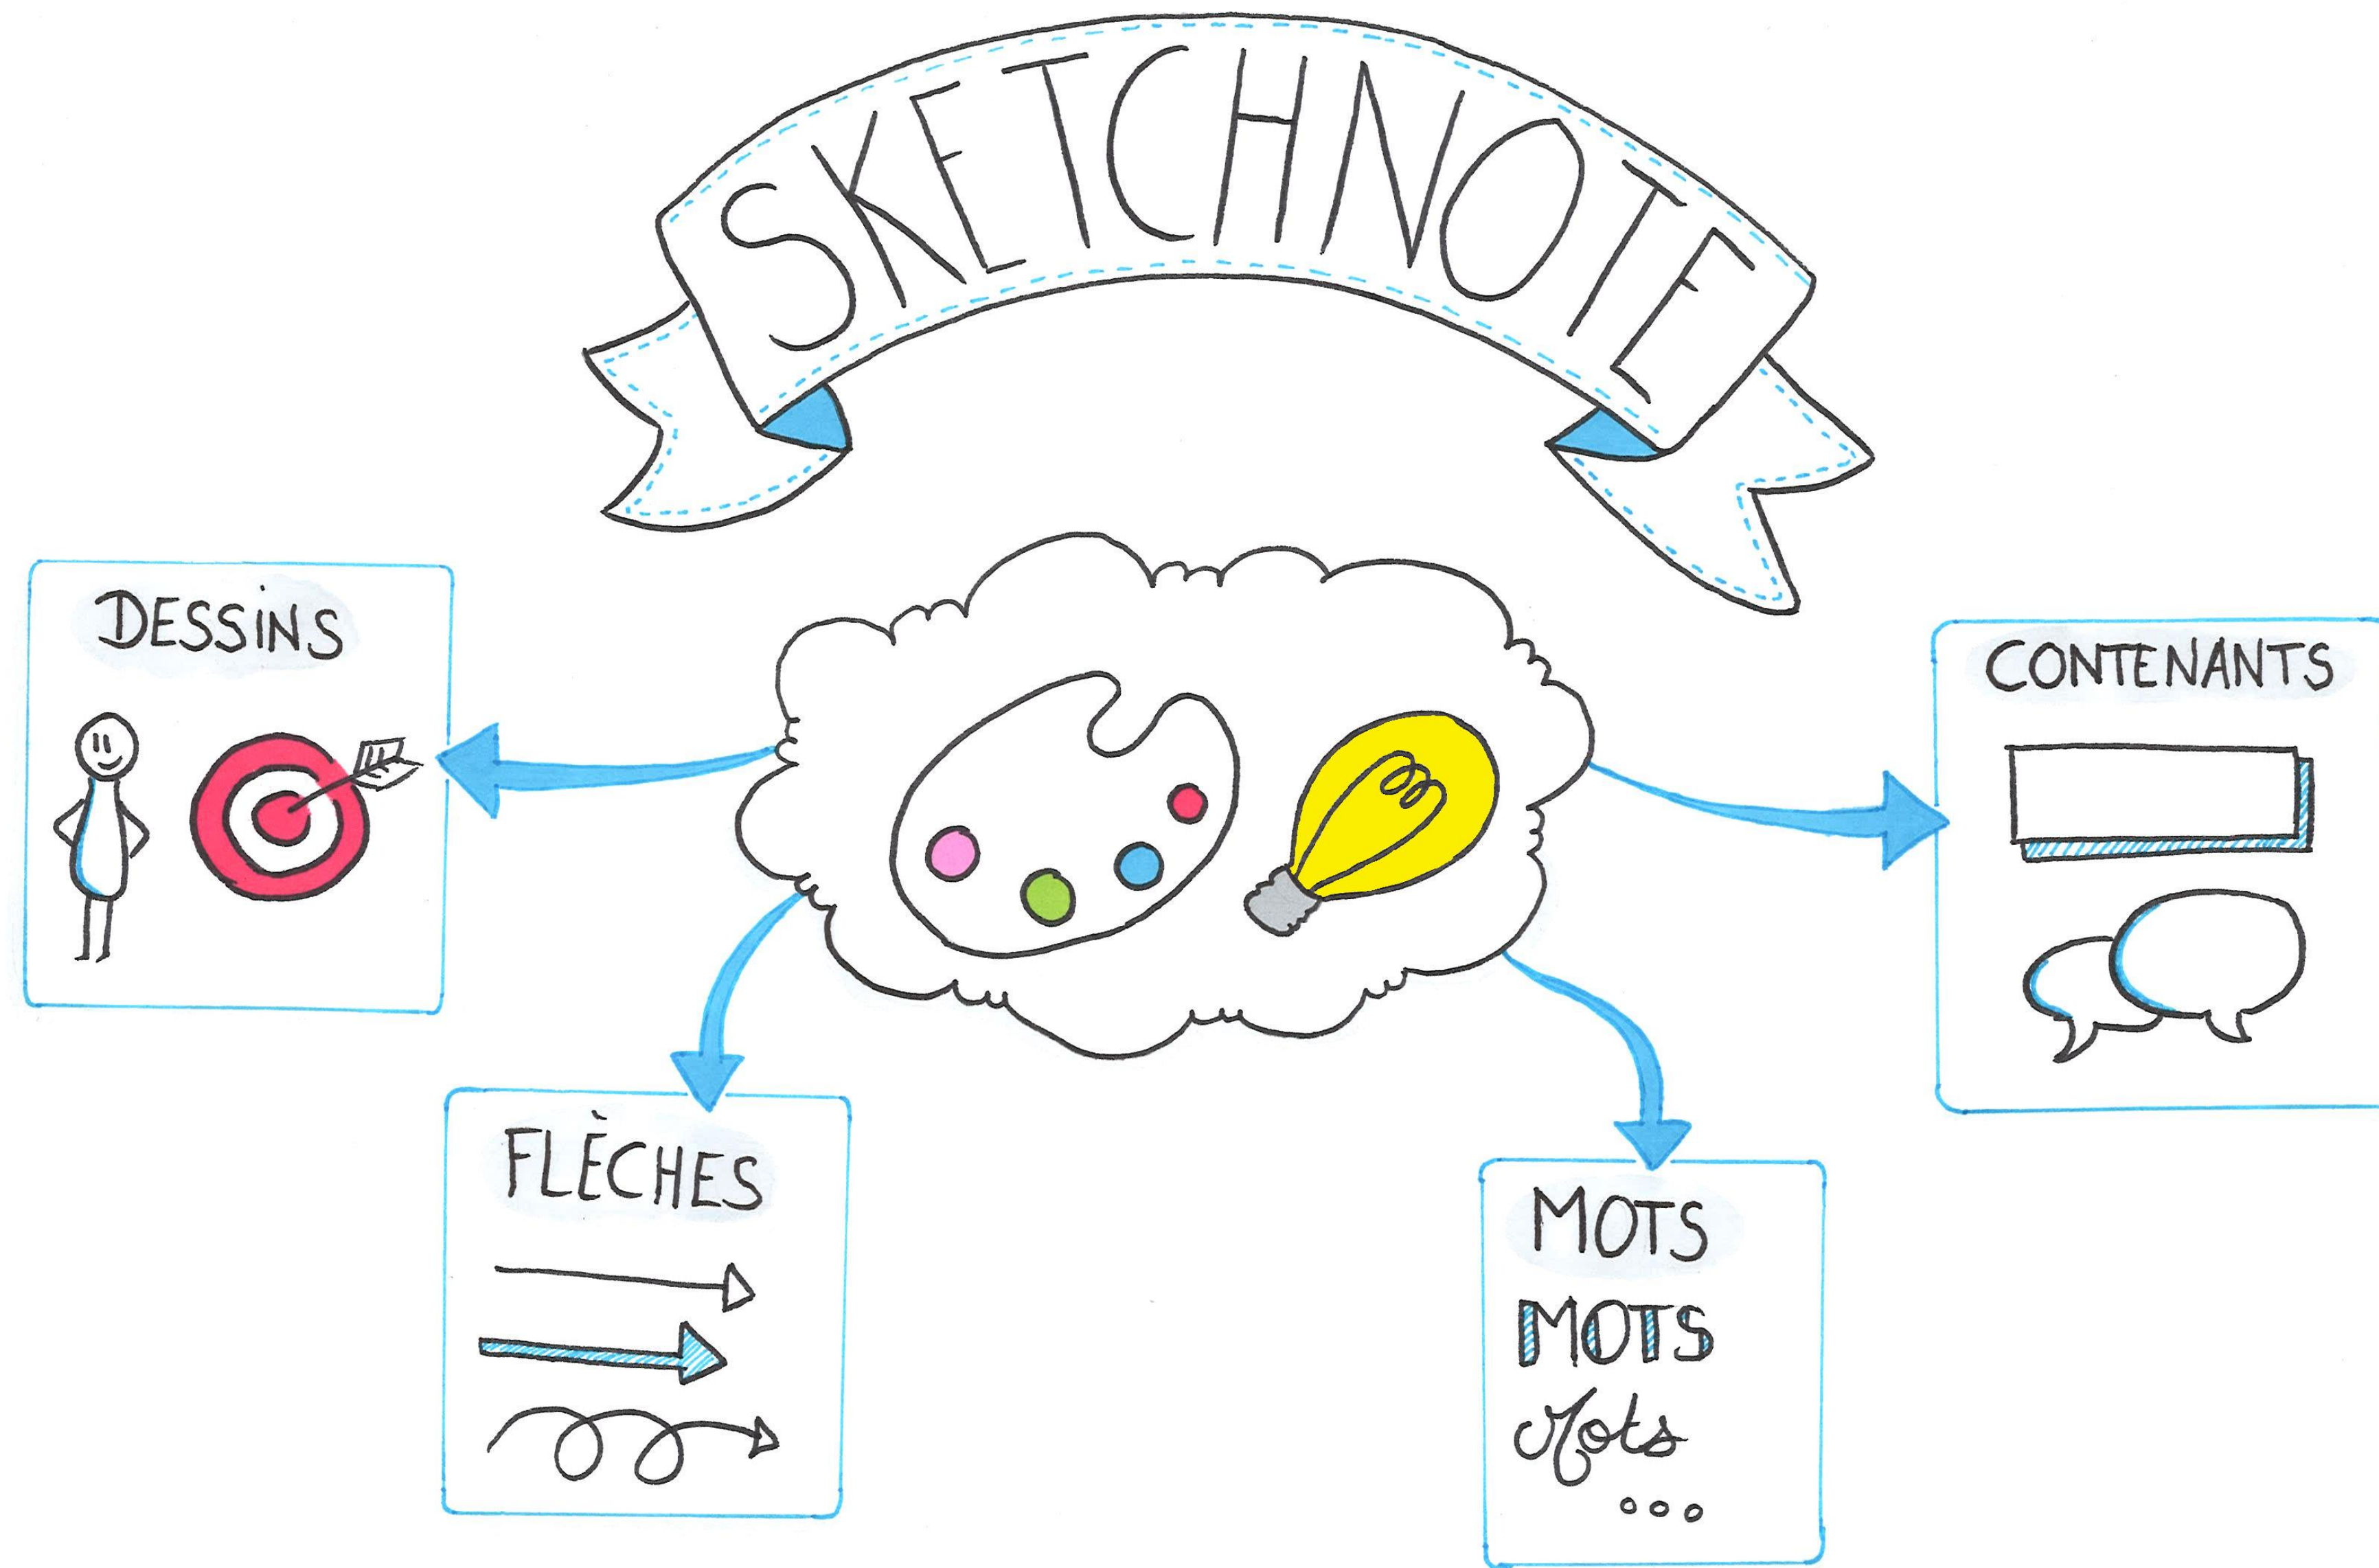 SKETCHNOTE
DESSiNS
CONTENANTS
FLÈCHES
MOTS
MOTS
Mots
...